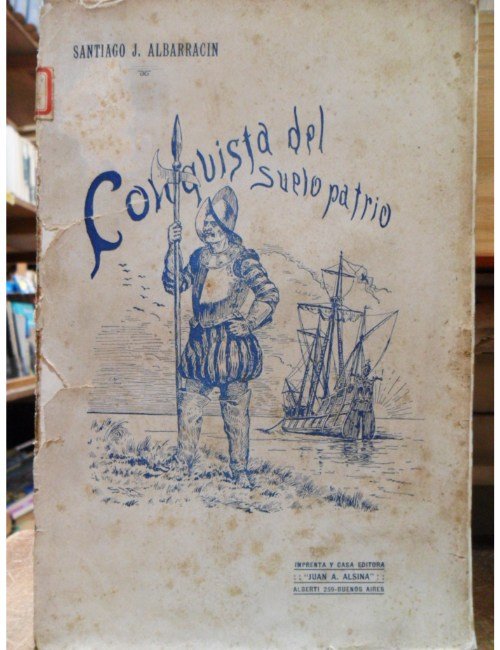 SANTIAGO J. ALBARRACIN
Conquista del
suelo patrio
IMPRENTA Y CASA EDITORA
:: "JUAN A. ALSINA" ::
ALBERTI 259-BUENOS AIRES